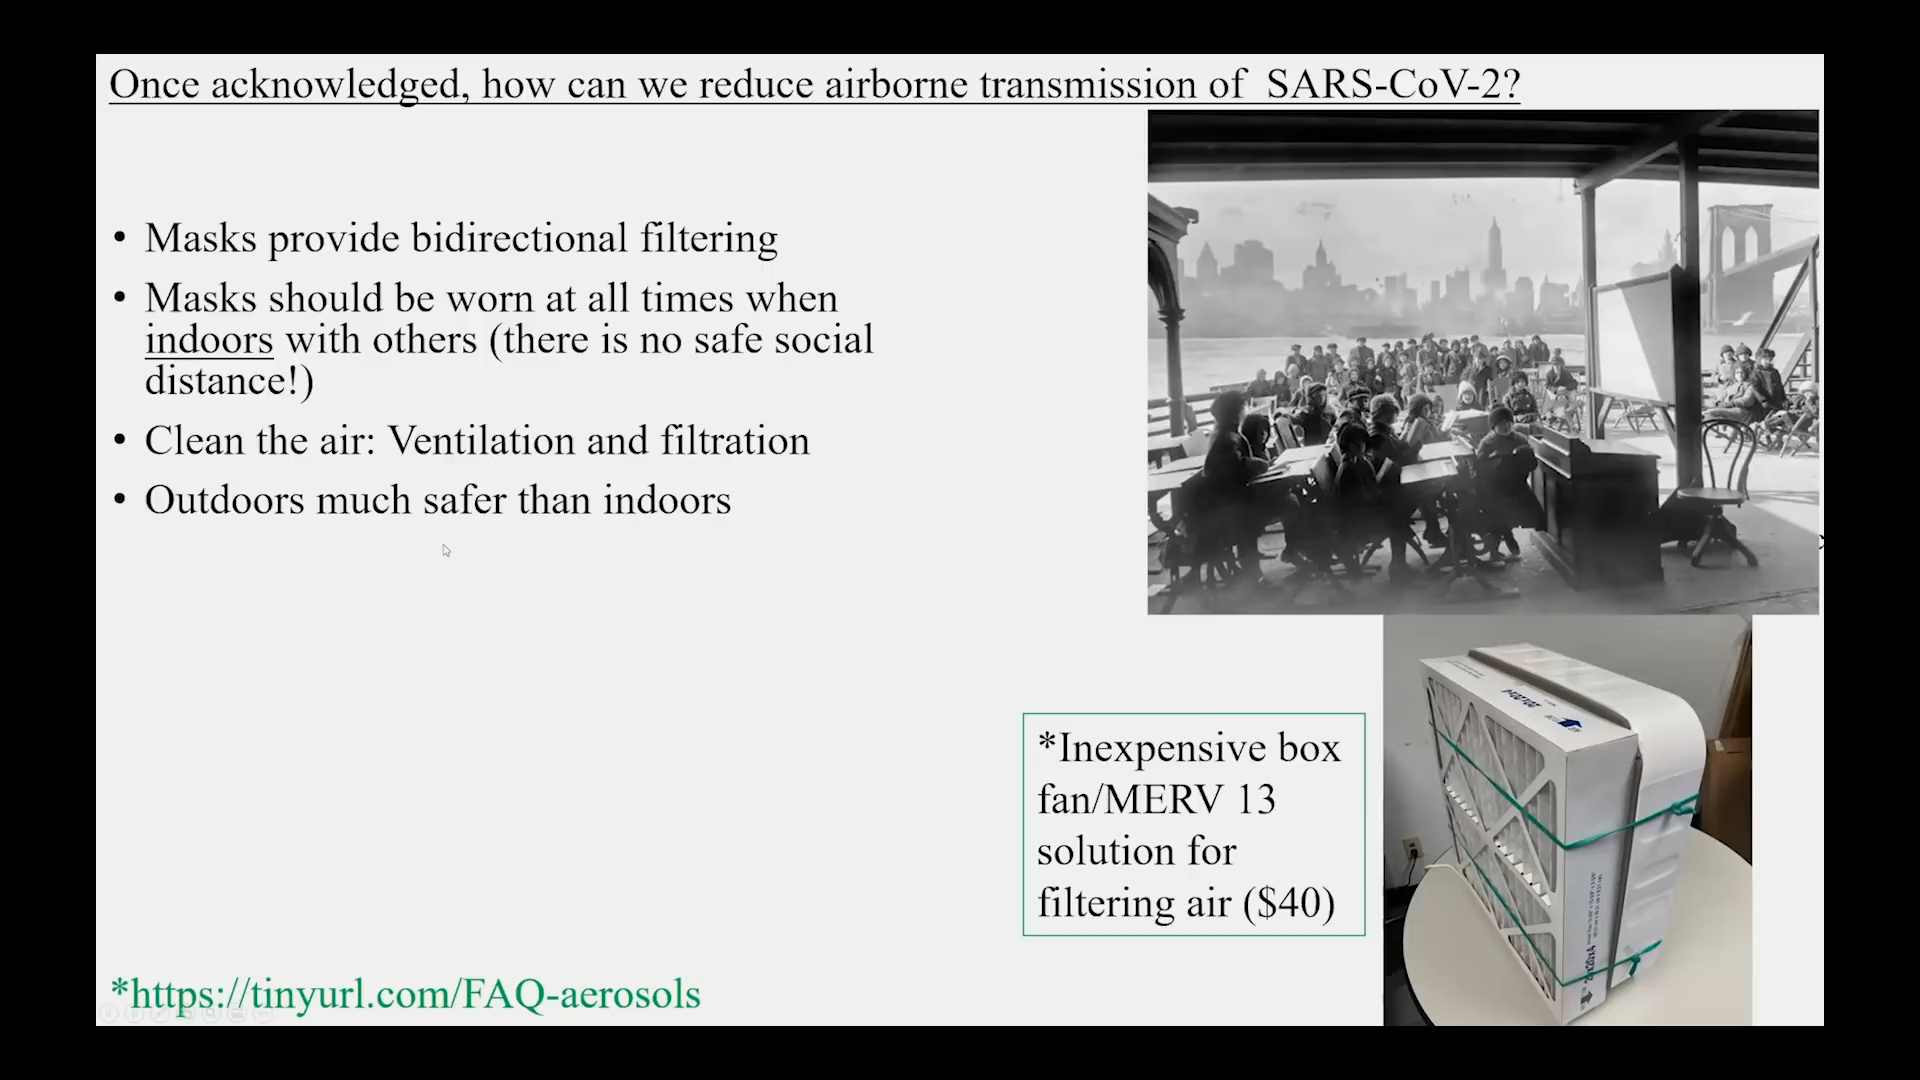 Once acknowledged, how can we reduce airborne transmission of SARS-CoV-2?
• Masks provide bidirectional filtering
• Masks should be worn at all times when
indoors with others (there is no safe social
distance!)
• Clean the air: Ventilation and filtration
• Outdoors much safer than indoors
*Inexpensive box
fan/MERV 13
solution for
filtering air ($40)
*https://tinyurl.com/FAQ-aerosols